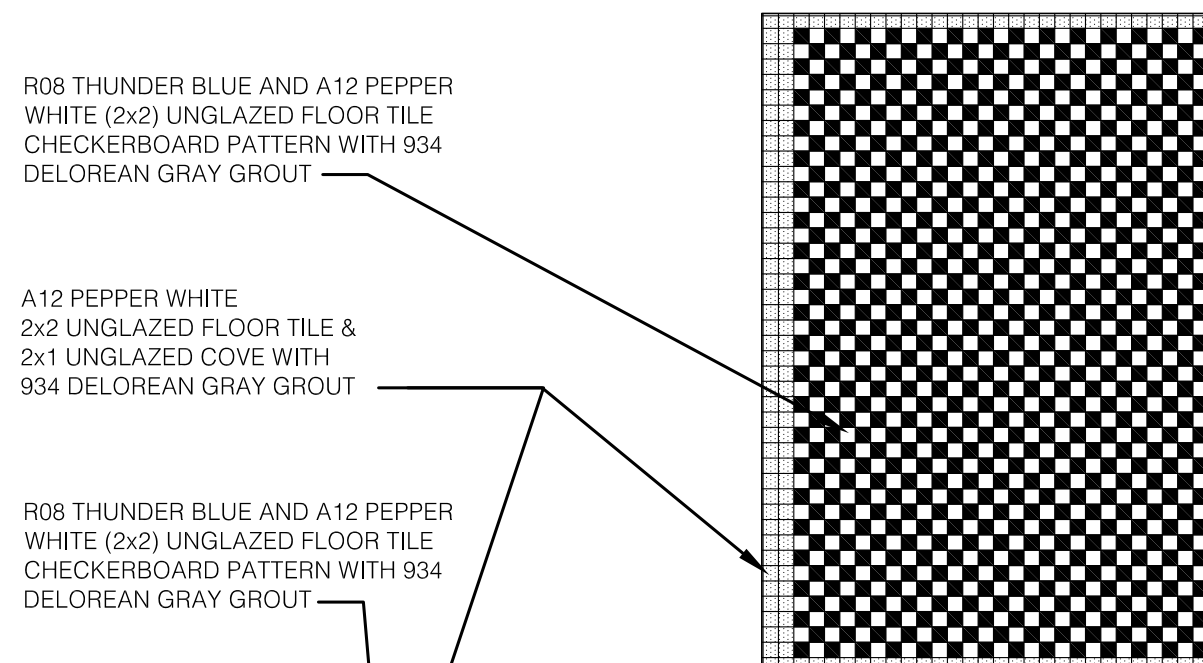 R08 THUNDER BLUE AND A12 PEPPER
WHITE (2x2) UNGLAZED FLOOR TILE
CHECKERBOARD PATTERN WITH 934
DELOREAN GRAY GROUT
A12 PEPPER WHITE
2x2 UNGLAZED FLOOR TILE &
2x1 UNGLAZED COVE WITH
934 DELOREAN GRAY GROUT
R08 THUNDER BLUE AND A12 PEPPER
WHITE (2x2) UNGLAZED FLOOR TILE
CHECKERBOARD PATTERN WITH 934
DELOREAN GRAY GROUT